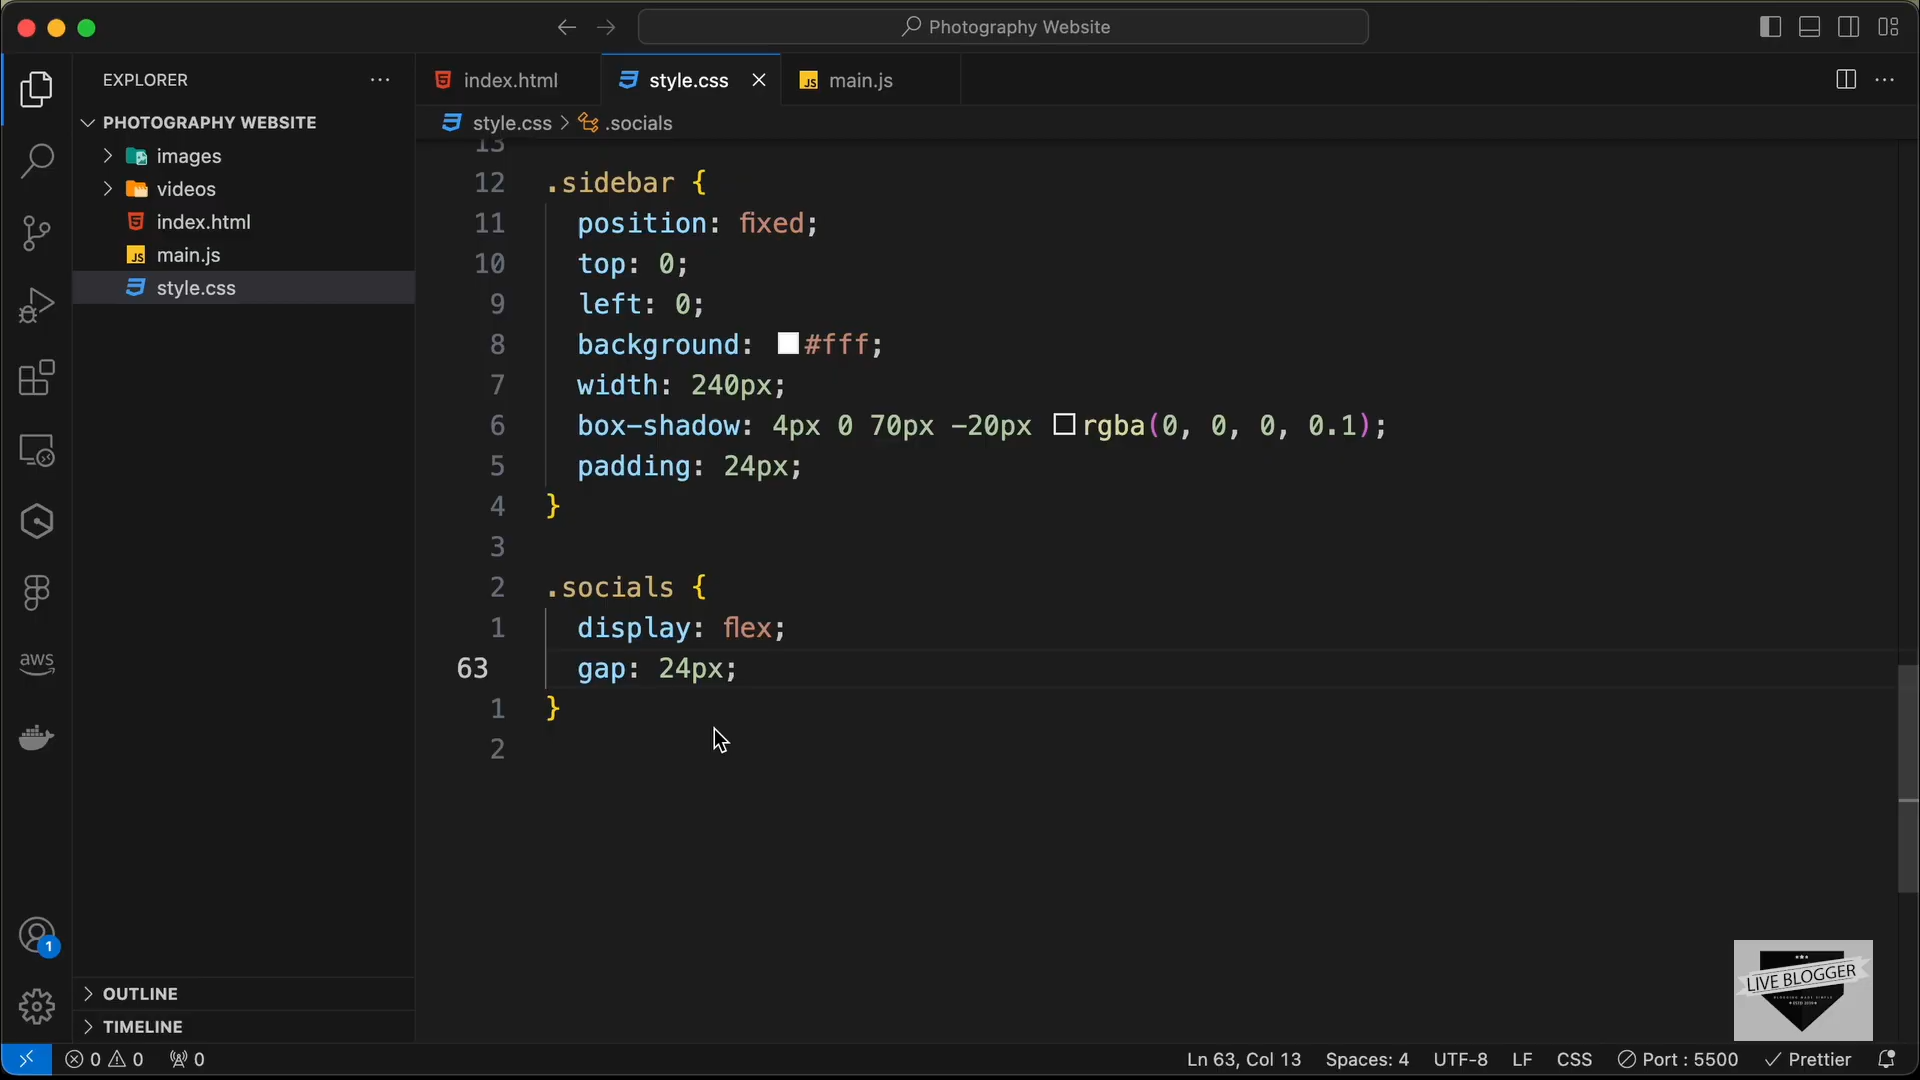 Photography Website
EXPLORER
index.html
style.css
main.js
PHOTOGRAPHY WEBSITE
style.css > .socials
images
videos
index.html
main.js
style.css
13
12 .sidebar {
11 position: fixed;
10 top: 0;
9 left: 0;
8 background: #fff;
7 width: 240px;
6 box-shadow: 4px 0 70px -20px rgba(0, 0, 0, 0.1);
5 padding: 24px;
4 }
3
2 .socials {
1 display: flex;
63 gap: 24px;
1 }
2
aws
1
OUTLINE
TIMELINE
LIVE BLOGGER
0 0 0
Ln 63, Col 13 Spaces: 4 UTF-8 LF CSS Port : 5500 Prettier